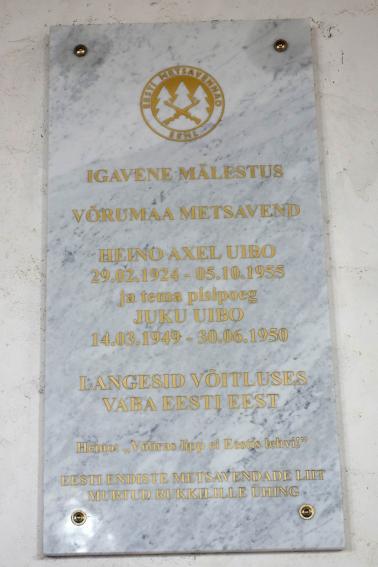 EESTI METSAVENNAD
IGAVENE MÄLESTUS
VÕRUMAA METSAVEND
HEINO AXEL UIBO
29.02.1924 - 05.10.1955
ja tema pisipoeg
JUKU UIBO
14.03.1949 - 30.06.1950
LANGESID VÕITLUSES
VABA EESTI EEST
Heino: „Võõras lipp ei Eestis lehvi!”
EESTI ENDISTE METSAVENDADE LIIT
MURTUD RUKKILILLE ÜHING